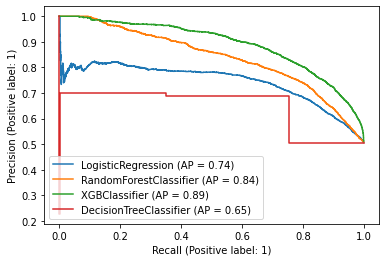 1.0
0.9
0.8
0.7
0.6
0.5
0.4
0.3
0.2
Precision (Positive label: 1)
LogisticRegression (AP = 0.74)
RandomForestClassifier (AP = 0.84)
XGBClassifier (AP = 0.89)
DecisionTreeClassifier (AP = 0.65)
0.0 0.2 0.4 0.6 0.8 1.0
Recall (Positive label: 1)